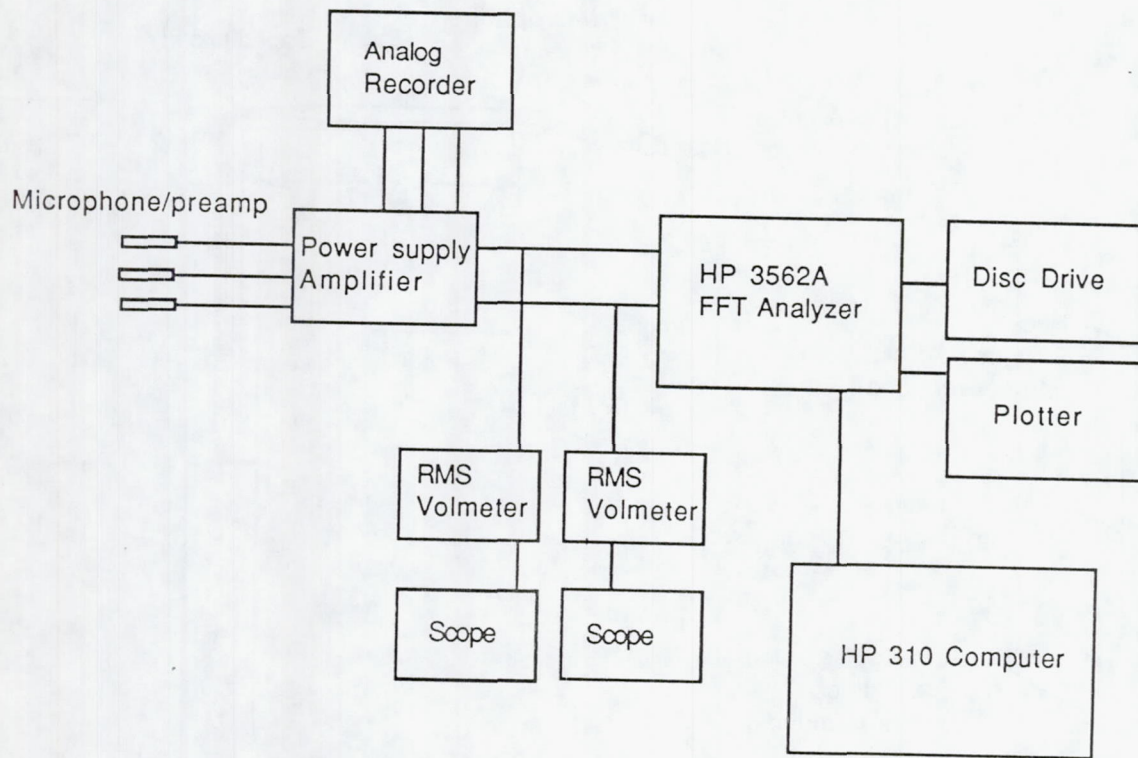 Analog
Recorder
Microphone/preamp
Power supply
Amplifier
HP 3562A
FFT Analyzer
Disc Drive
Plotter
RMS
Volmeter
RMS
Volmeter
Scope
Scope
HP 310 Computer